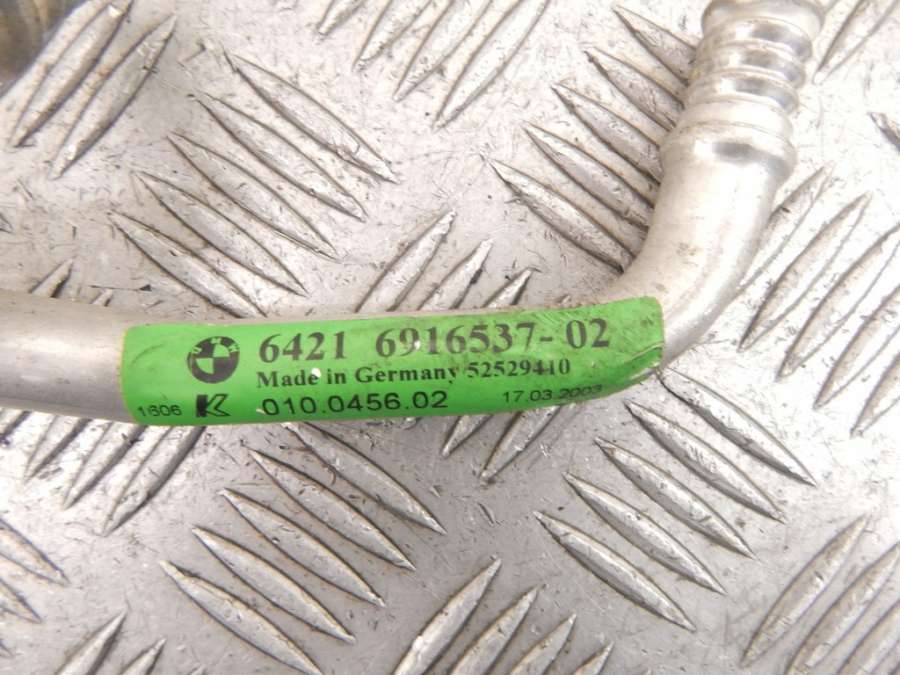 6421 6916537-02
Made in Germany 52529410
1606 K 010.0456.02 17.03.2003